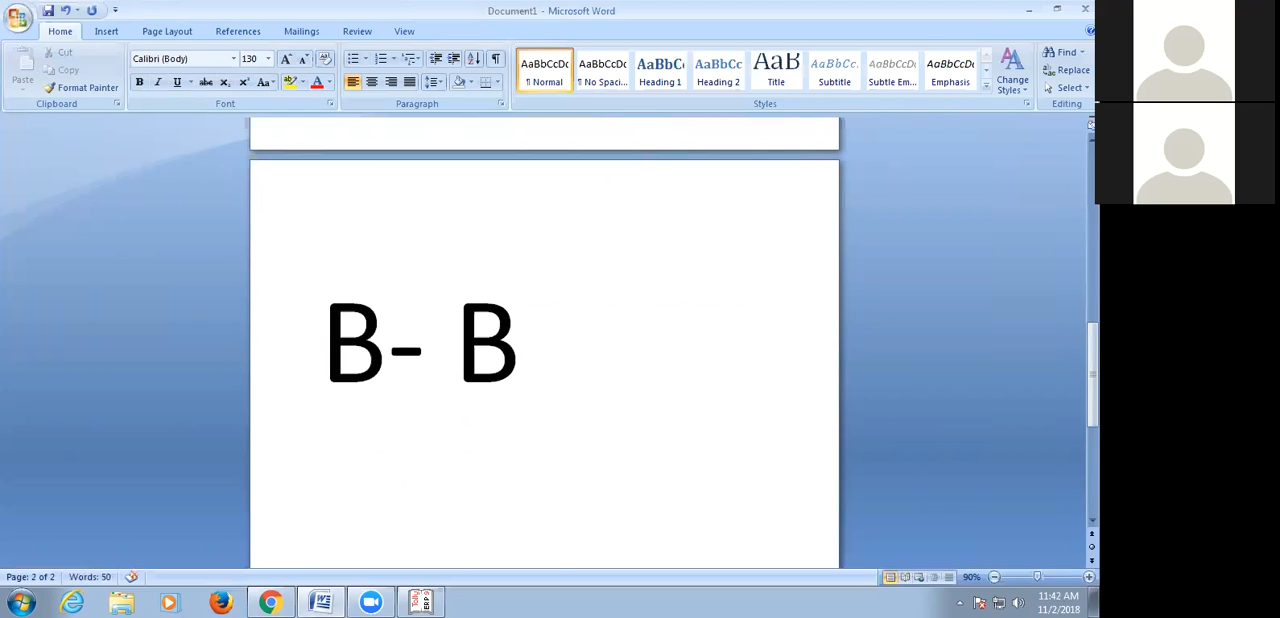 Document1 - Microsoft Word
Home Insert Page Layout References Mailings Review View
Paste
Cut
Copy
Format Painter
Clipboard
Calibri (Body) 130
Font
Paragraph
AaBbCcDc AaBbCcDc AaBbC AaBbCc AaB AaBbCc. AaBbCcDc AaBbCcDc
¶ Normal ¶ No Spaci... Heading 1 Heading 2 Title Subtitle Subtle Em... Emphasis
Change Styles
Styles
Find
Replace
Select
Editing
B- B
Page: 2 of 2 Words: 50 90%
Tally ERP 9
11:42 AM
11/2/2018